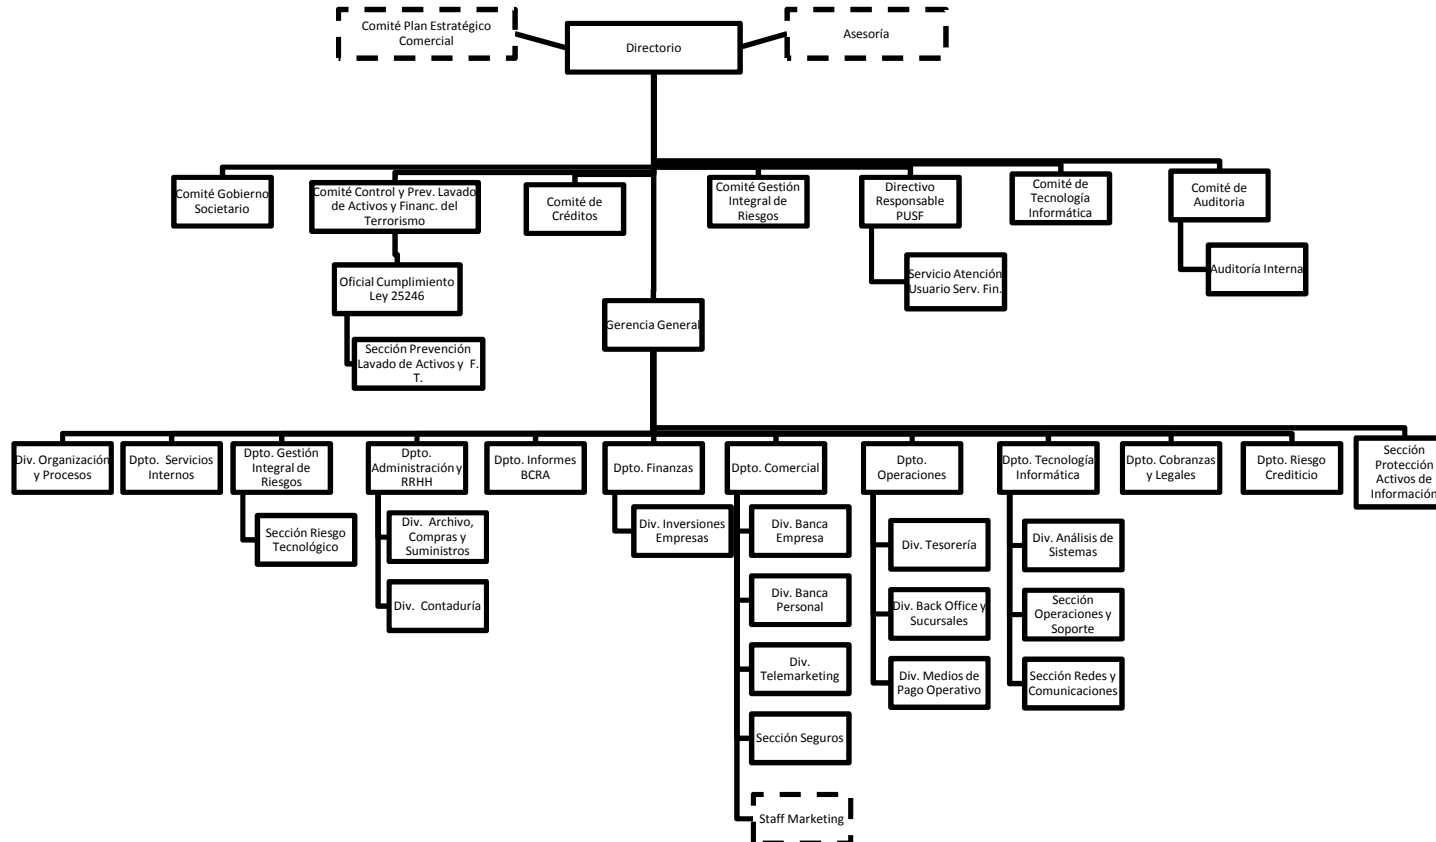 Comité Plan Estratégico
Comercial
Directorio
Asesoría
Comité Gobierno
Societario
Comité Control y Prev. Lavado
de Activos y Financ. del
Terrorismo
Comité de
Créditos
Comité Gestión
Integral de
Riesgos
Directivo
Responsable
PUSF
Comité de
Tecnología
Informática
Comité de
Auditoria
Oficial Cumplimiento
Ley 25246
Servicio Atención
Usuario Serv. Fin.
Auditoría Interna
Sección Prevención
Lavado de Activos y F.
T.
Gerencia General
Div. Organización
y Procesos
Dpto. Servicios
Internos
Dpto. Gestión
Integral de
Riesgos
Dpto.
Administración y
RRHH
Dpto. Informes
BCRA
Dpto. Finanzas
Dpto. Comercial
Dpto.
Operaciones
Dpto. Tecnología
Informática
Dpto. Cobranzas
y Legales
Dpto. Riesgo
Crediticio
Sección
Protección
Activos de
Información
Sección Riesgo
Tecnológico
Div. Archivo,
Compras y
Suministros
Div. Contaduría
Div. Inversiones
Empresas
Div. Banca
Empresa
Div. Banca
Personal
Div.
Telemarketing
Sección Seguros
Staff Marketing
Div. Tesorería
Div. Back Office y
Sucursales
Div. Medios de
Pago Operativo
Div. Análisis de
Sistemas
Sección
Operaciones y
Soporte
Sección Redes y
Comunicaciones